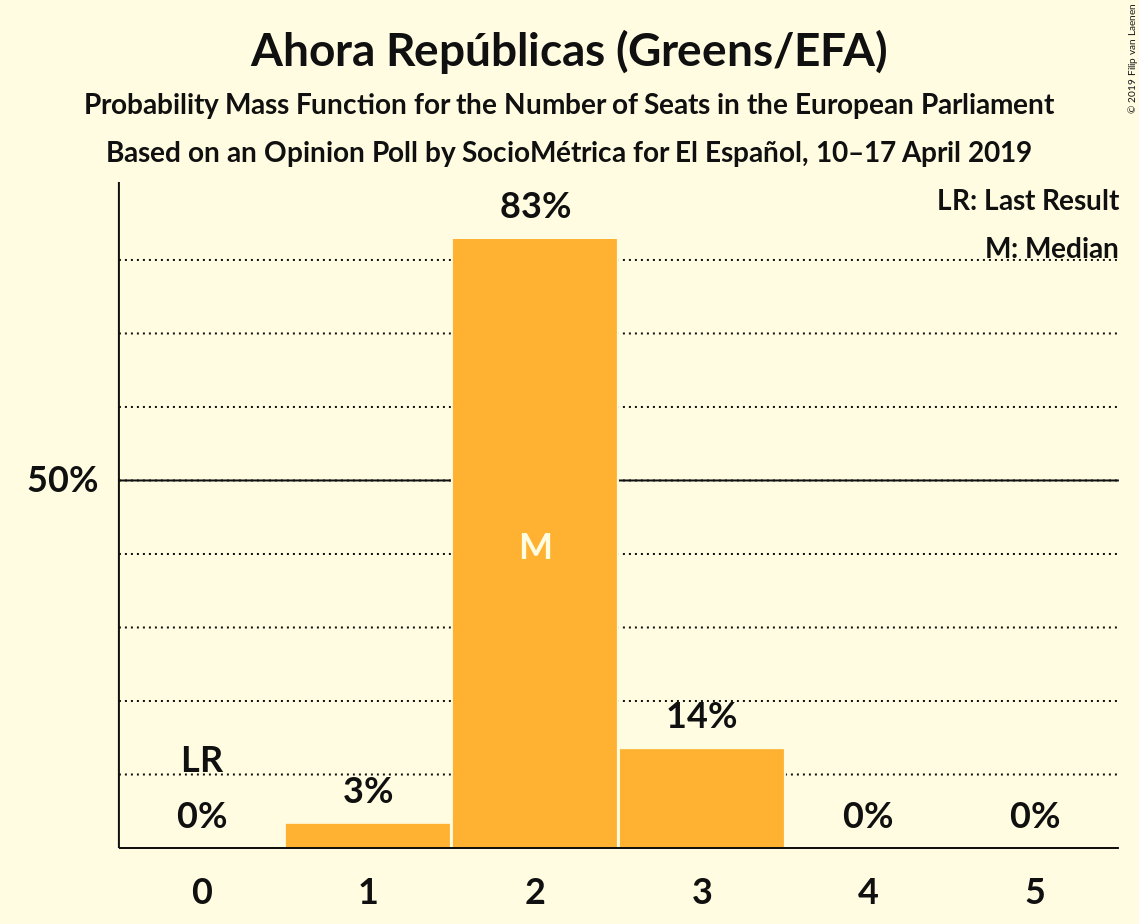 Ahora Repúblicas (Greens/EFA)
Probability Mass Function for the Number of Seats in the European Parliament
Based on an Opinion Poll by SocioMétrica for El Español, 10–17 April 2019
© 2019 Filip van Laenen
LR: Last Result
M: Median
83%
50%
M
14%
LR
3%
0%
0%
0%
0 1 2 3 4 5